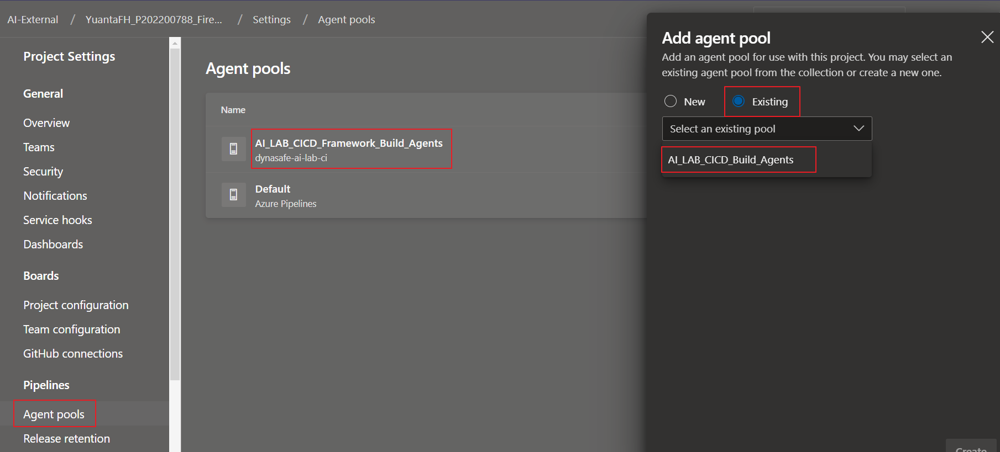 AI-External / YuantaFH_P202200788_Fire... / Settings / Agent pools
Project Settings
General
Overview
Teams
Security
Notifications
Service hooks
Dashboards
Boards
Project configuration
Team configuration
GitHub connections
Pipelines
Agent pools
Release retention
Agent pools
Name
AI_LAB_CICD_Framework_Build_Agents
dynasafe-ai-lab-ci
Default
Azure Pipelines
Add agent pool
Add an agent pool for use with this project. You may select an
existing agent pool from the collection or create a new one.
New Existing
Select an existing pool
AI_LAB_CICD_Build_Agents
Create